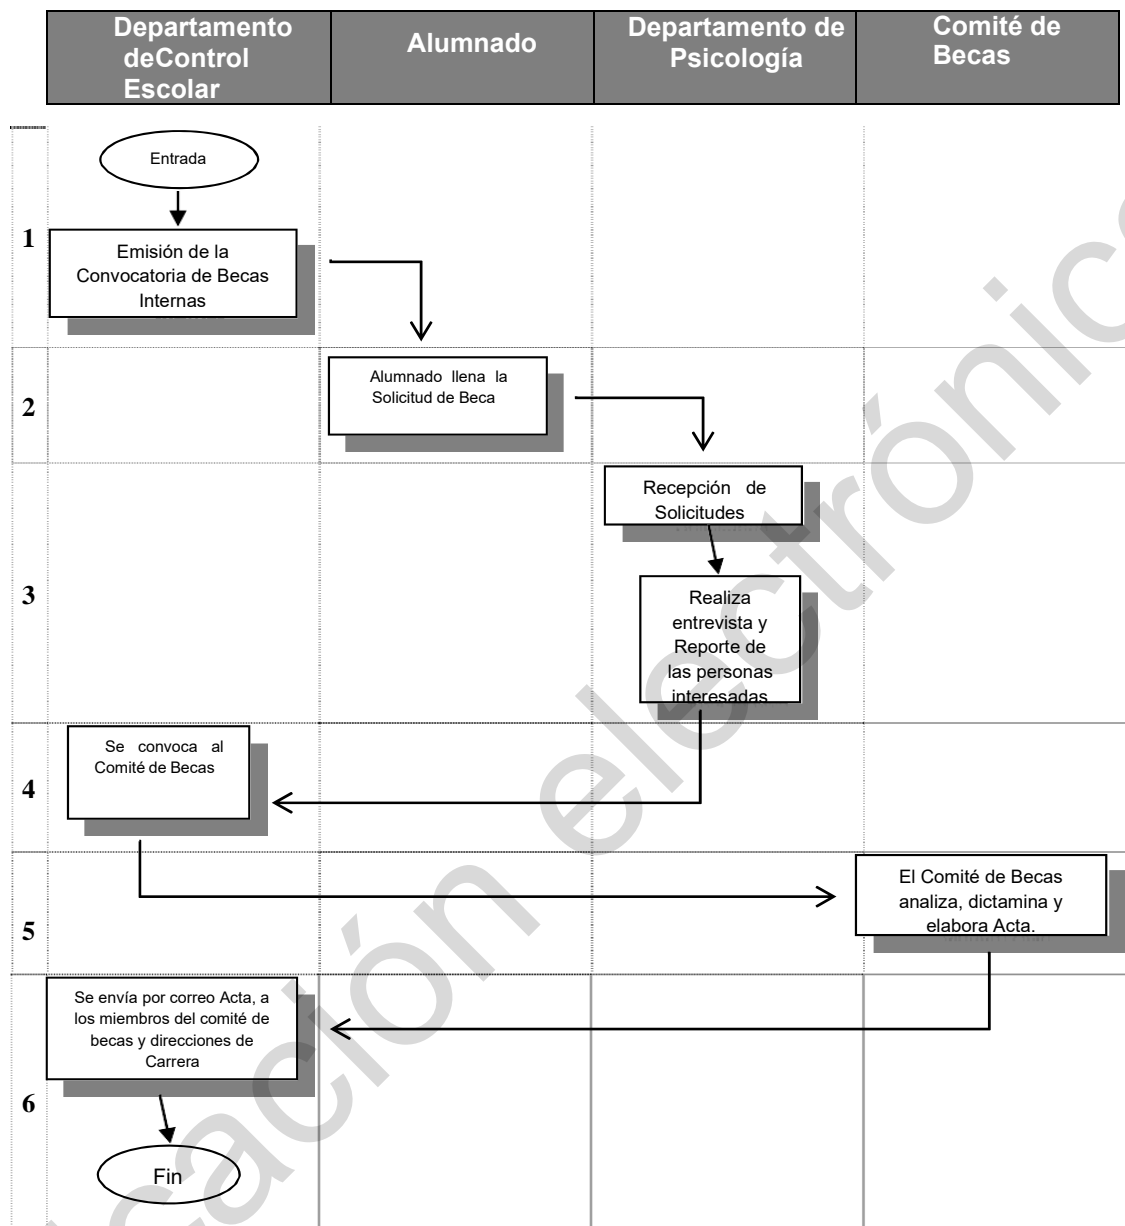 Departamento
deControl
Escolar
Alumnado
Departamento de
Psicología
Comité de
Becas
Entrada
1
Emisión de la
Convocatoria de Becas
Internas
2
Alumnado llena la
Solicitud de Beca
3
Recepción de
Solicitudes
Realiza
entrevista y
Reporte de
las personas
interesadas
4
Se convoca al
Comité de Becas
5
El Comité de Becas
analiza, dictamina y
elabora Acta.
6
Se envía por correo Acta, a
los miembros del comité de
becas y direcciones de
Carrera
Fin